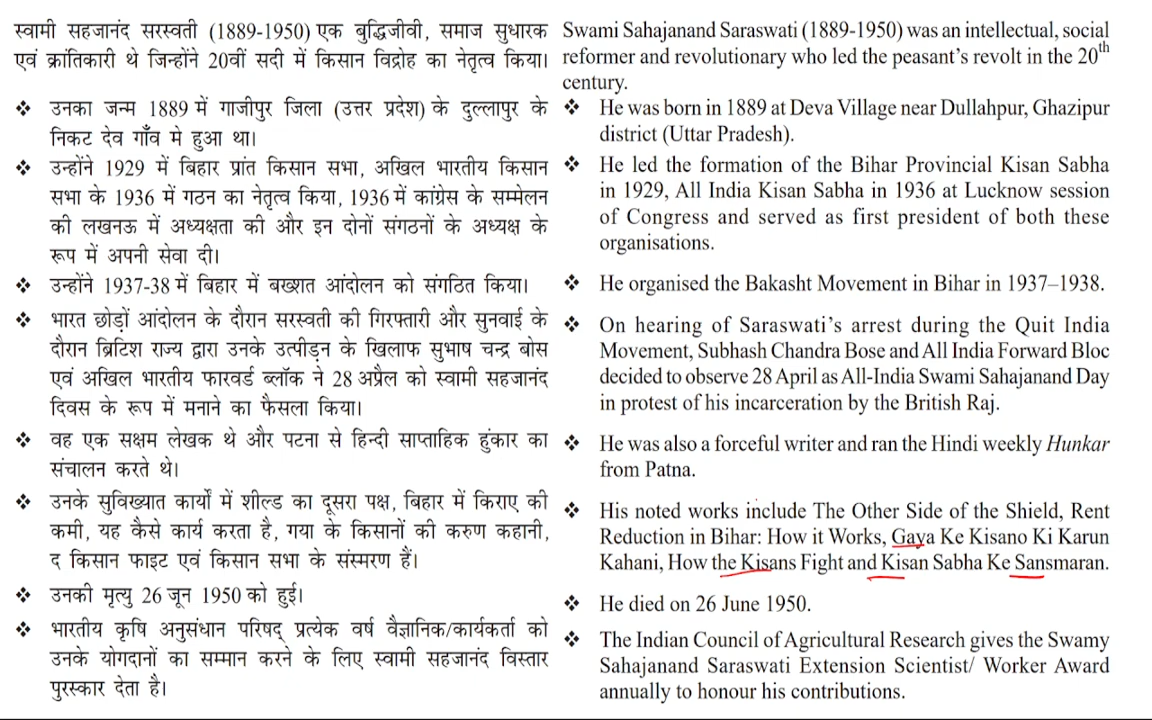 स्वामी सहजानंद सरस्वती (1889-1950) एक बुद्धिजीवी, समाज सुधारक
एवं क्रांतिकारी थे जिन्होंने 20वीं सदी में किसान विद्रोह का नेतृत्व किया।
❖ उनका जन्म 1889 में गाजीपुर जिला (उत्तर प्रदेश) के दुल्लापुर के
निकट देव गाँव मे हुआ था।
❖ उन्होंने 1929 में बिहार प्रांत किसान सभा, अखिल भारतीय किसान
सभा के 1936 में गठन का नेतृत्व किया, 1936 में कांग्रेस के सम्मेलन
की लखनऊ में अध्यक्षता की और इन दोनों संगठनों के अध्यक्ष के
रूप में अपनी सेवा दी।
❖ उन्होंने 1937-38 में बिहार में बख्शत आंदोलन को संगठित किया।
❖ भारत छोड़ों आंदोलन के दौरान सरस्वती की गिरफ्तारी और सुनवाई के
दौरान ब्रिटिश राज्य द्वारा उनके उत्पीड़न के खिलाफ सुभाष चन्द्र बोस
एवं अखिल भारतीय फारवर्ड ब्लॉक ने 28 अप्रैल को स्वामी सहजानंद
दिवस के रूप में मनाने का फैसला किया।
❖ वह एक सक्षम लेखक थे और पटना से हिन्दी साप्ताहिक हुंकार का
संचालन करते थे।
❖ उनके सुविख्यात कार्यों में शील्ड का दूसरा पक्ष, बिहार में किराए की
कमी, यह कैसे कार्य करता है, गया के किसानों की करुण कहानी,
द किसान फाइट एवं किसान सभा के संस्मरण हैं।
❖ उनकी मृत्यु 26 जून 1950 को हुई।
❖ भारतीय कृषि अनुसंधान परिषद् प्रत्येक वर्ष वैज्ञानिक/कार्यकर्ता को
उनके योगदानों का सम्मान करने के लिए स्वामी सहजानंद विस्तार
पुरस्कार देता है।
Swami Sahajanand Saraswati (1889-1950) was an intellectual, social
reformer and revolutionary who led the peasant's revolt in the 20th
century.
❖ He was born in 1889 at Deva Village near Dullahpur, Ghazipur
district (Uttar Pradesh).
❖ He led the formation of the Bihar Provincial Kisan Sabha
in 1929, All India Kisan Sabha in 1936 at Lucknow session
of Congress and served as first president of both these
organisations.
❖ He organised the Bakasht Movement in Bihar in 1937–1938.
❖ On hearing of Saraswati's arrest during the Quit India
Movement, Subhash Chandra Bose and All India Forward Bloc
decided to observe 28 April as All-India Swami Sahajanand Day
in protest of his incarceration by the British Raj.
❖ He was also a forceful writer and ran the Hindi weekly Hunkar
from Patna.
❖ His noted works include The Other Side of the Shield, Rent
Reduction in Bihar: How it Works, Gaya Ke Kisano Ki Karun
Kahani, How the Kisans Fight and Kisan Sabha Ke Sansmaran.
❖ He died on 26 June 1950.
❖ The Indian Council of Agricultural Research gives the Swamy
Sahajanand Saraswati Extension Scientist/ Worker Award
annually to honour his contributions.